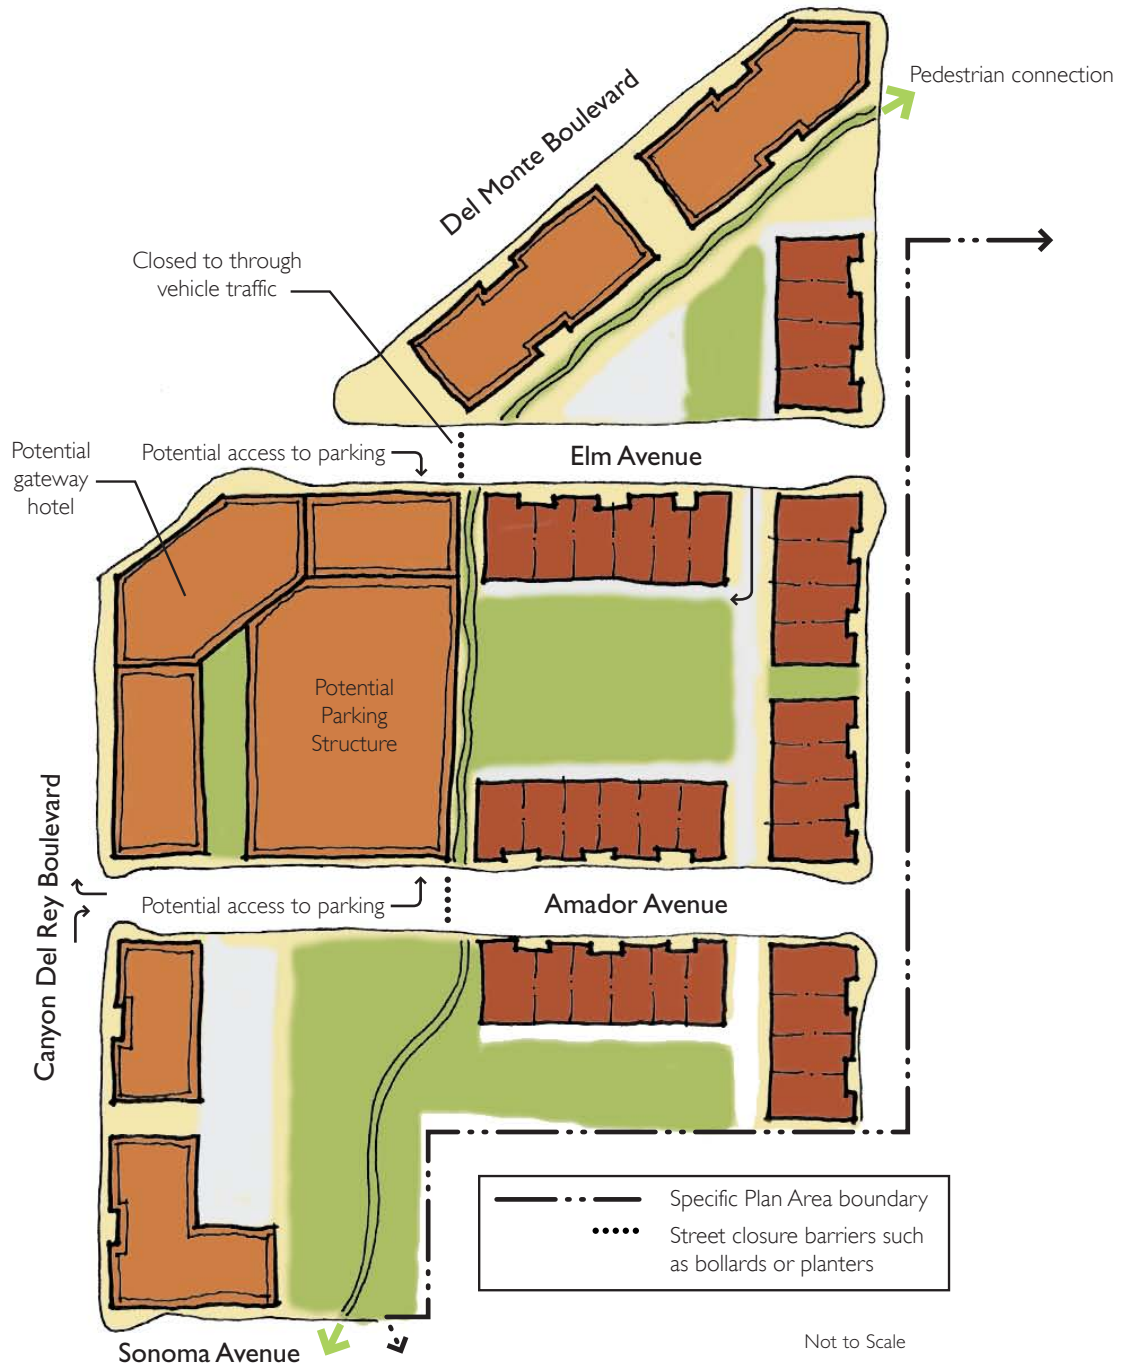 Pedestrian connection
Del Monte Boulevard
Closed to through
vehicle traffic
Potential
gateway
hotel
Potential access to parking
Elm Avenue
Potential
Parking
Structure
Canyon Del Rey Boulevard
Potential access to parking
Amador Avenue
Specific Plan Area boundary
Street closure barriers such
as bollards or planters
Not to Scale
Sonoma Avenue